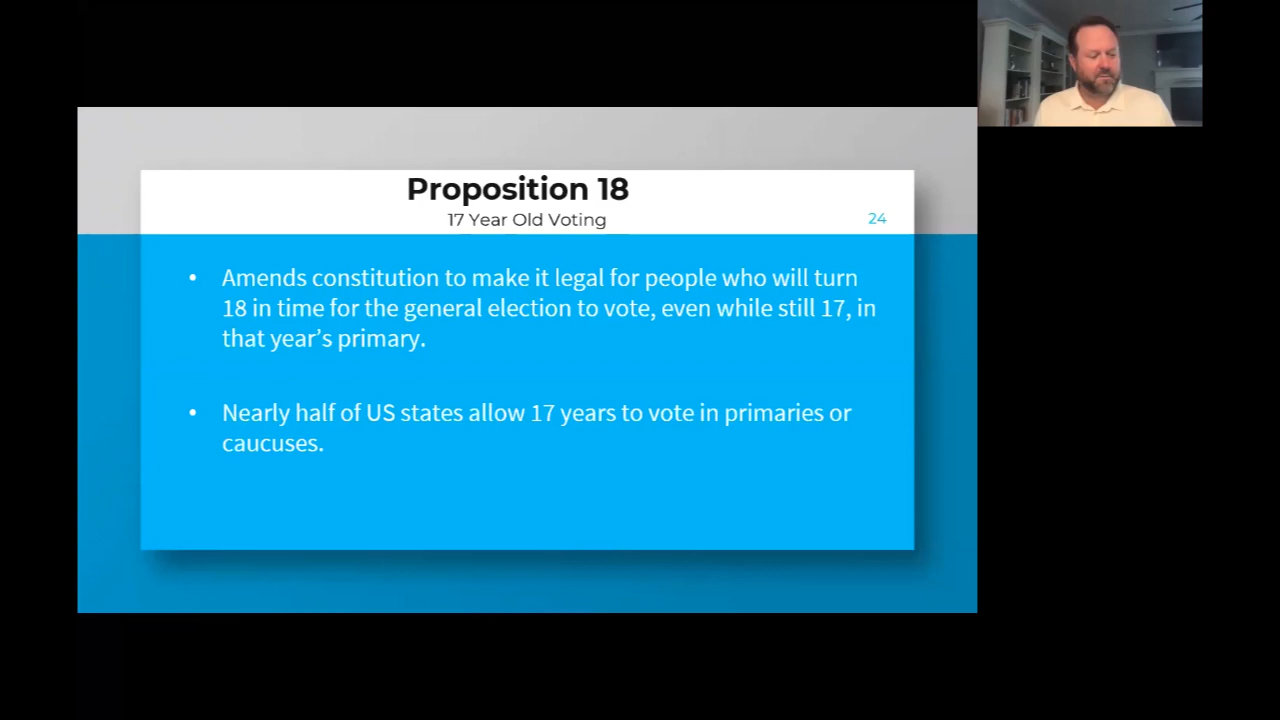 Proposition 18
17 Year Old Voting
24
• Amends constitution to make it legal for people who will turn
18 in time for the general election to vote, even while still 17, in
that year’s primary.
• Nearly half of US states allow 17 years to vote in primaries or
caucuses.